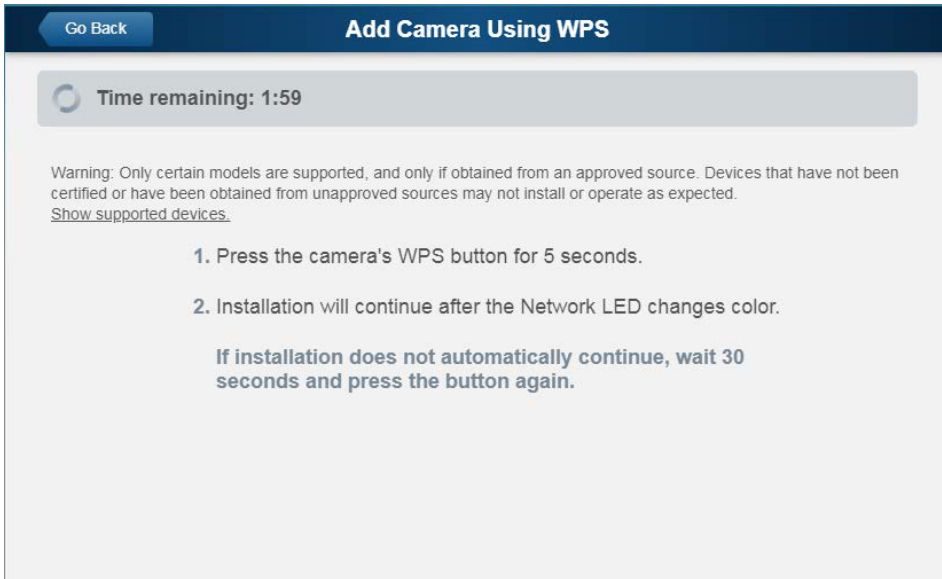 Go Back
Add Camera Using WPS
Time remaining: 1:59
Warning: Only certain models are supported, and only if obtained from an approved source. Devices that have not been
certified or have been obtained from unapproved sources may not install or operate as expected.
Show supported devices.
1. Press the camera's WPS button for 5 seconds.
2. Installation will continue after the Network LED changes color.
If installation does not automatically continue, wait 30
seconds and press the button again.